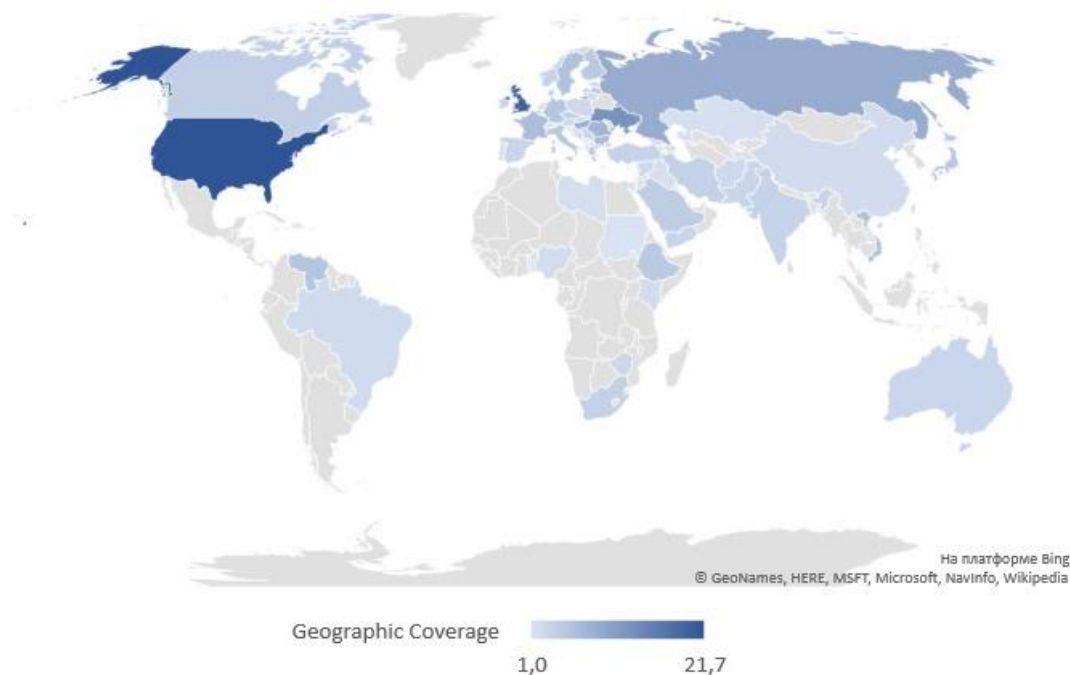 На платформе Bing
© GeoNames, HERE, MSFT, Microsoft, NavInfo, Wikipedia
Geographic Coverage
1,0 21,7